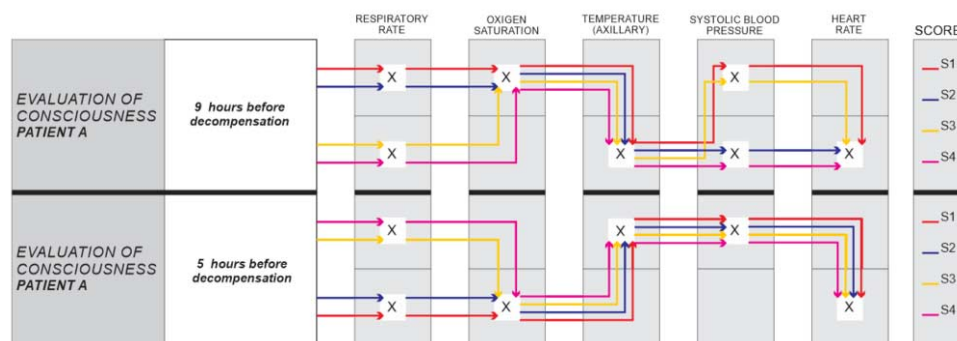 RESPIRATORY
RATE
OXIGEN
SATURATION
TEMPERATURE
(AXILLARY)
SYSTOLIC BLOOD
PRESSURE
HEART
RATE
SCORE
EVALUATION OF
CONSCIOUSNESS
PATIENT A
9 hours before
decompensation
X
X
X
X
X
X
X
S1
S2
S3
S4
EVALUATION OF
CONSCIOUSNESS
PATIENT A
5 hours before
decompensation
X
X
X
X
X
X
S1
S2
S3
S4